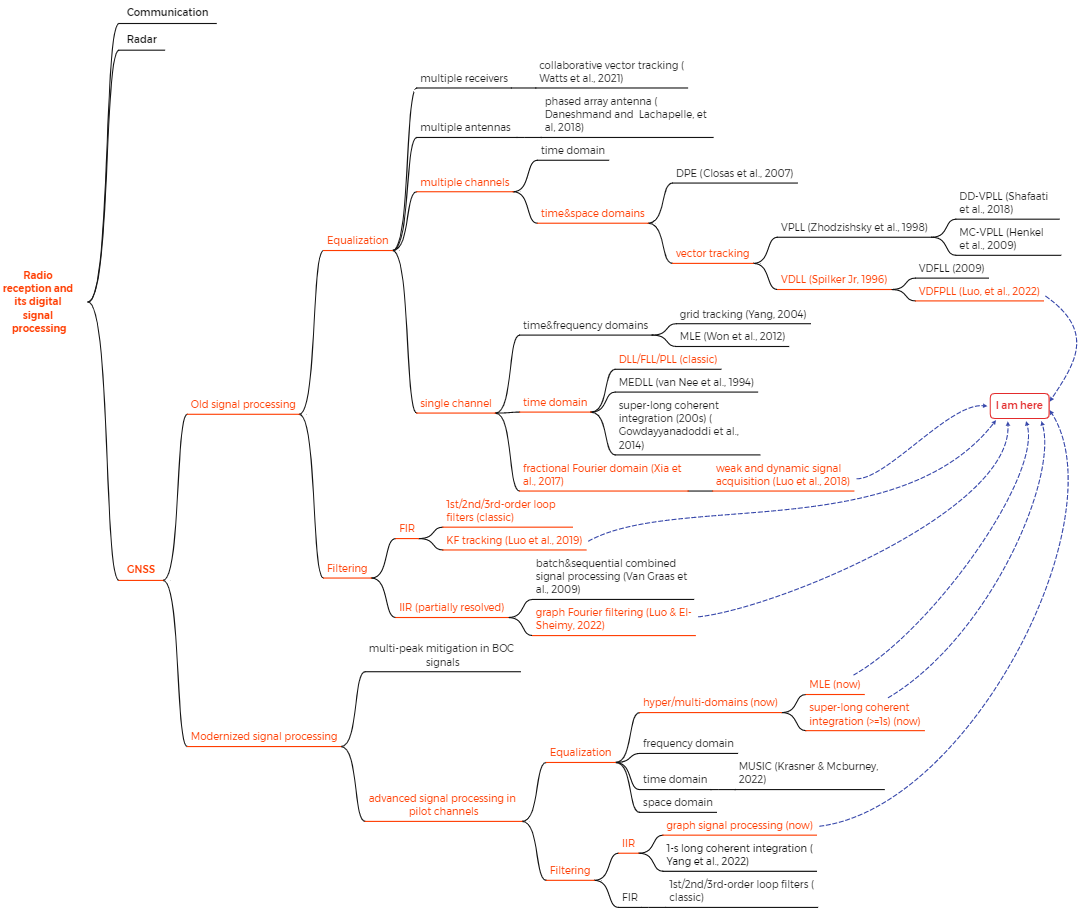 Communication
Radar
Radio
reception and
its digital
signal
processing
GNSS
Old signal processing
Equalization
multiple receivers
collaborative vector tracking (
Watts et al., 2021)
multiple antennas
phased array antenna (
Daneshmand and Lachapelle, et
al, 2018)
multiple channels
time domain
time&space domains
DPE (Closas et al., 2007)
vector tracking
VPLL (Zhodzishsky et al., 1998)
DD-VPLL (Shafaati
et al., 2018)
MC-VPLL (Henkel
et al., 2009)
VDLL (Spilker Jr, 1996)
VDFLL (2009)
VDFPLL (Luo, et al., 2022)
single channel
time&frequency domains
grid tracking (Yang, 2004)
MLE (Won et al., 2012)
time domain
DLL/FLL/PLL (classic)
MEDLL (van Nee et al., 1994)
super-long coherent
integration (200s) (
Gowdayyanadoddi et al.,
2014)
fractional Fourier domain (Xia et
al., 2017)
weak and dynamic signal
acquisition (Luo et al., 2018)
I am here
Filtering
FIR
1st/2nd/3rd-order loop
filters (classic)
KF tracking (Luo et al., 2019)
IIR (partially resolved)
batch&sequential combined
signal processing (Van Graas et
al., 2009)
graph Fourier filtering (Luo & El-
Sheimy, 2022)
Modernized signal processing
multi-peak mitigation in BOC
signals
advanced signal processing in
pilot channels
Equalization
hyper/multi-domains (now)
MLE (now)
super-long coherent
integration (>=1s) (now)
frequency domain
time domain
MUSIC (Krasner & Mcburney,
2022)
space domain
Filtering
IIR
graph signal processing (now)
1-s long coherent integration (
Yang et al., 2022)
FIR
1st/2nd/3rd-order loop filters (
classic)